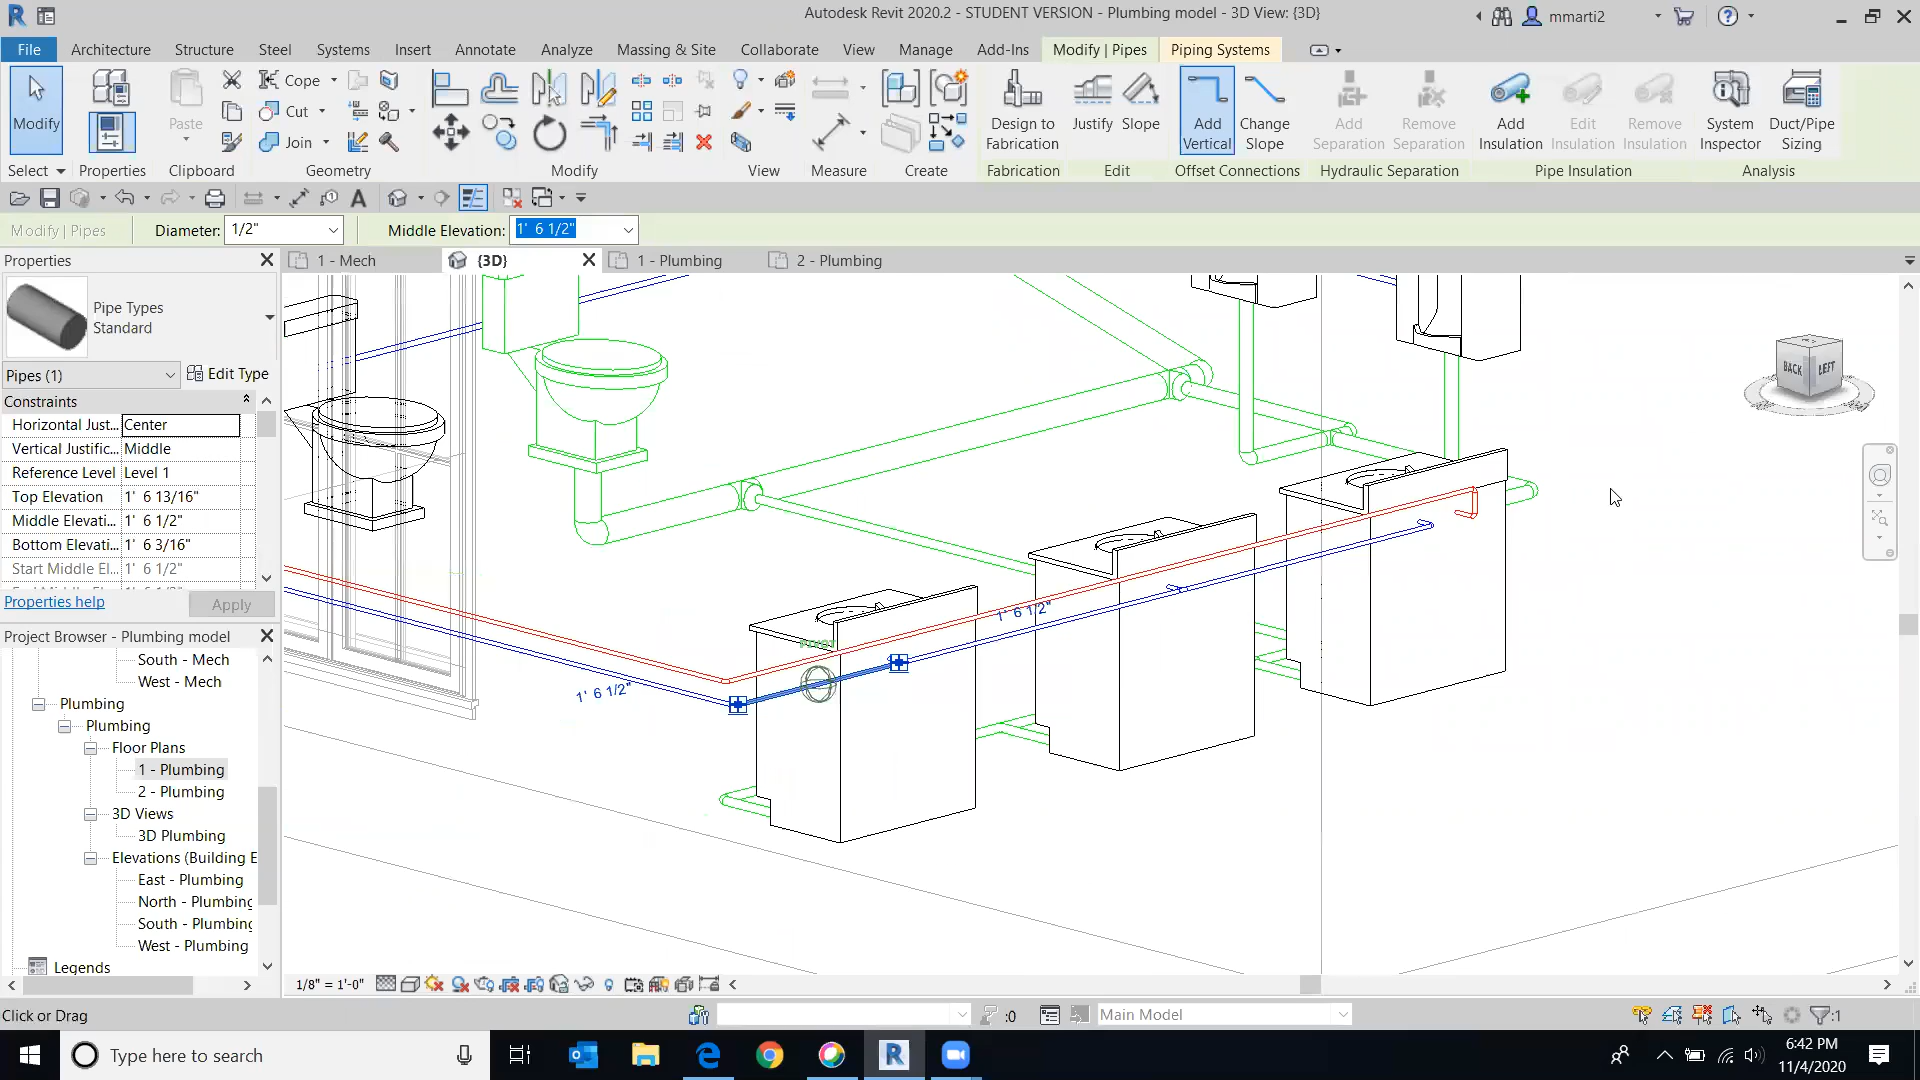 Autodesk Revit 2020.2 - STUDENT VERSION - Plumbing model - 3D View: {3D}
mmarti2
File Architecture Structure Steel Systems Insert Annotate Analyze Massing & Site Collaborate View Manage Add-Ins Modify | Pipes Piping Systems
Modify
Paste
Cope
Cut
Join
Design to Fabrication
Justify
Slope
Add Vertical
Change Slope
Add Separation
Remove Separation
Add Insulation
Edit Insulation
Remove Insulation
System Inspector
Duct/Pipe Sizing
Select Properties Clipboard Geometry Modify View Measure Create Fabrication Edit Offset Connections Hydraulic Separation Pipe Insulation Analysis
Modify | Pipes Diameter: 1/2" Middle Elevation: 1' 6 1/2"
Properties
1 - Mech {3D} 1 - Plumbing 2 - Plumbing
Pipe Types
Standard
Pipes (1) Edit Type
Constraints
Horizontal Just... Center
Vertical Justific... Middle
Reference Level Level 1
Top Elevation 1' 6 13/16"
Middle Elevati... 1' 6 1/2"
Bottom Elevati... 1' 6 3/16"
Start Middle El... 1' 6 1/2"
Properties help Apply
Project Browser - Plumbing model
South - Mech
West - Mech
Plumbing
Plumbing
Floor Plans
1 - Plumbing
2 - Plumbing
3D Views
3D Plumbing
Elevations (Building E
East - Plumbing
North - Plumbing
South - Plumbing
West - Plumbing
Legends
1' 6 1/2"
1' 6 1/2"
BACK LEFT
1/8" = 1'-0"
Click or Drag
:0
Main Model
:1
Type here to search
6:42 PM
11/4/2020